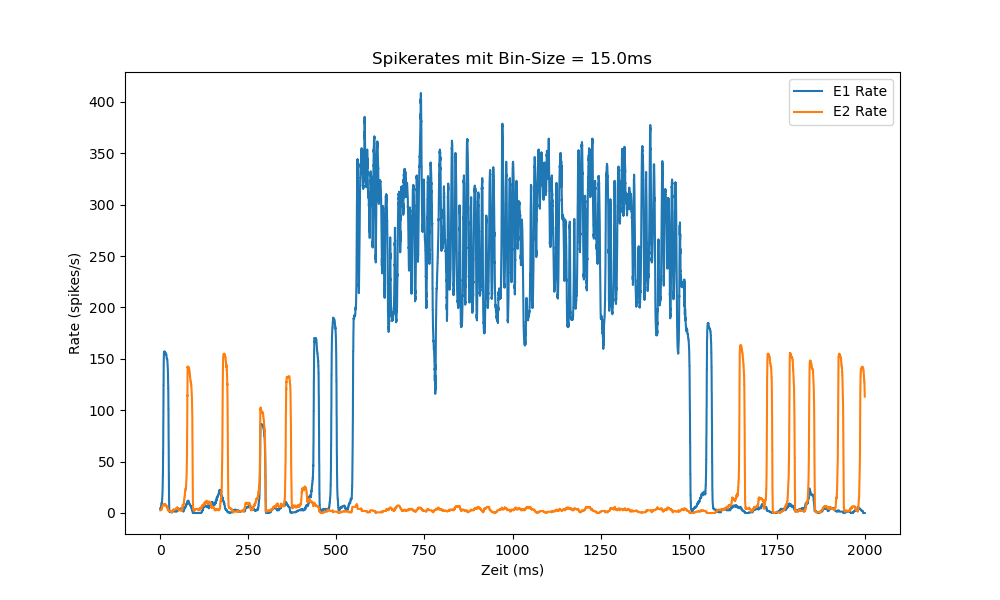 Spikerates mit Bin-Size = 15.0ms
E1 Rate
E2 Rate
400
350
300
250
200
150
100
50
0
Rate (spikes/s)
0 250 500 750 1000 1250 1500 1750 2000
Zeit (ms)